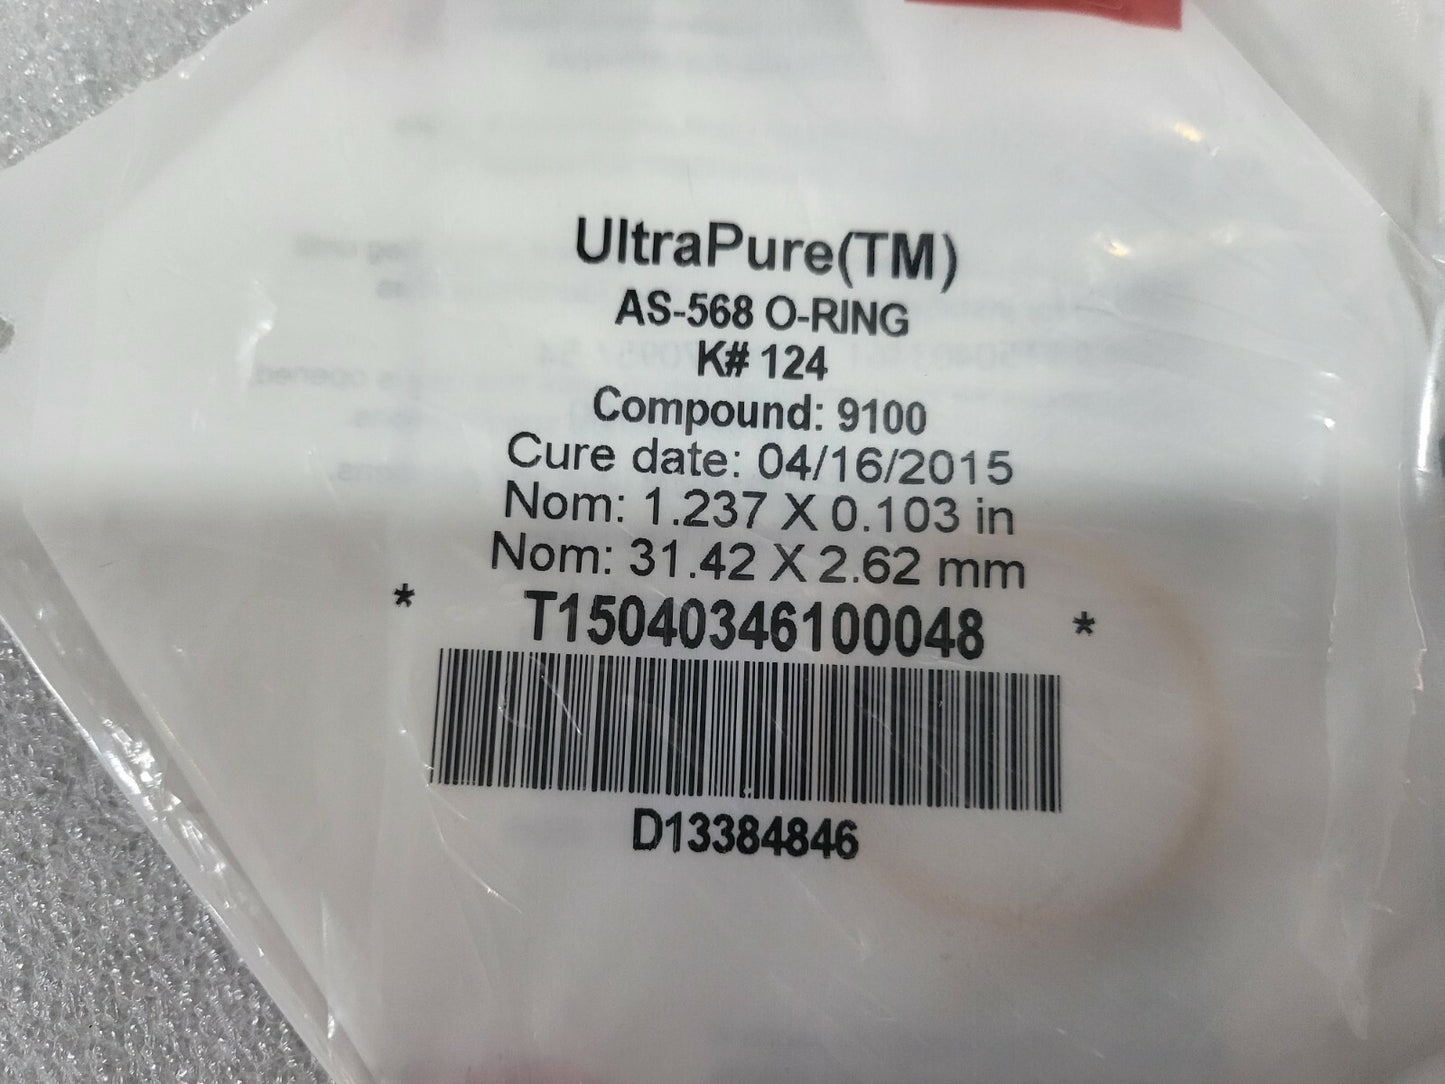 UltraPure(TM)
AS-568 O-RING
K# 124
Compound: 9100
Cure date: 04/16/2015
Nom: 1.237 X 0.103 in
Nom: 31.42 X 2.62 mm
* T15040346100048 *
D13384846